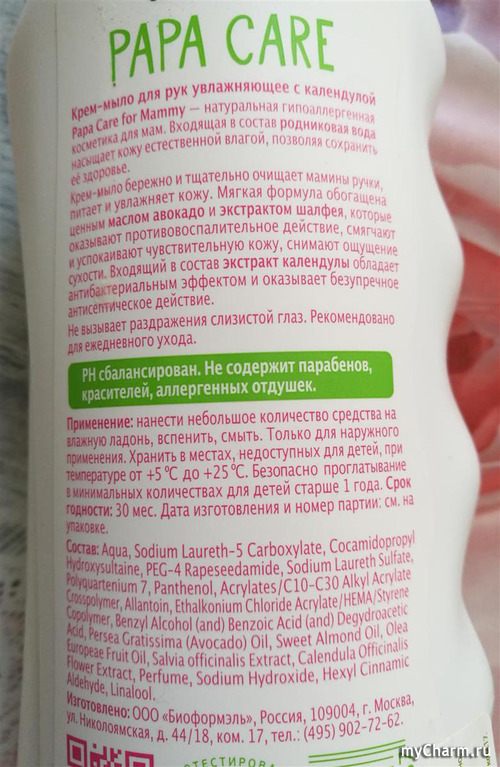 PAPA CARE
Крем-мыло для рук увлажняющее с календулой
Papa Care for Mammy — натуральная гипоаллергенная
косметика для мам. Входящая в состав родниковая вода
насыщает кожу естественной влагой, позволяя сохранить
её здоровье.
Крем-мыло бережно и тщательно очищает мамины ручки,
питает и увлажняет кожу. Мягкая формула обогащена
ценным маслом авокадо и экстрактом шалфея, которые
оказывают противовоспалительное действие, смягчают
и успокаивают чувствительную кожу, снимают ощущение
сухости. Входящий в состав экстракт календулы обладает
антибактериальным эффектом и оказывает безупречное
антисептическое действие.
Не вызывает раздражения слизистой глаз. Рекомендовано
для ежедневного ухода.
PH сбалансирован. Не содержит парабенов,
красителей, аллергенных отдушек.
Применение: нанести небольшое количество средства на
влажную ладонь, вспенить, смыть. Только для наружного
применения. Хранить в местах, недоступных для детей, при
температуре от +5 °C до +25°C. Безопасно проглатывание
в минимальных количествах для детей старше 1 года. Срок
годности: 30 мес. Дата изготовления и номер партии: см. на
упаковке.
Состав: Aqua, Sodium Laureth-5 Carboxylate, Cocamidopropyl
Hydroxysultaine, PEG-4 Rapeseedamide, Sodium Laureth Sulfate,
Polyquartenium 7, Panthenol, Acrylates/C10-C30 Alkyl Acrylate
Crosspolymer, Allantoin, Ethalkonium Chloride Acrylate/HEMA/Styrene
Copolymer, Benzyl Alcohol (and) Benzoic Acid (and) Degydroacetic
Acid, Persea Gratissima (Avocado) Oil, Sweet Almond Oil, Olea
Europeae Fruit Oil, Salvia officinalis Extract, Calendula Officinalis
Flower Extract, Perfume, Sodium Hydroxide, Hexyl Cinnamic
Aldehyde, Linalool.
Изготовлено: ООО «Биоформэль», Россия, 109004, г. Москва,
ул. Николоямская, д. 44/18, ком. 17, тел.: (495) 902-72-62.
myCharm.ru